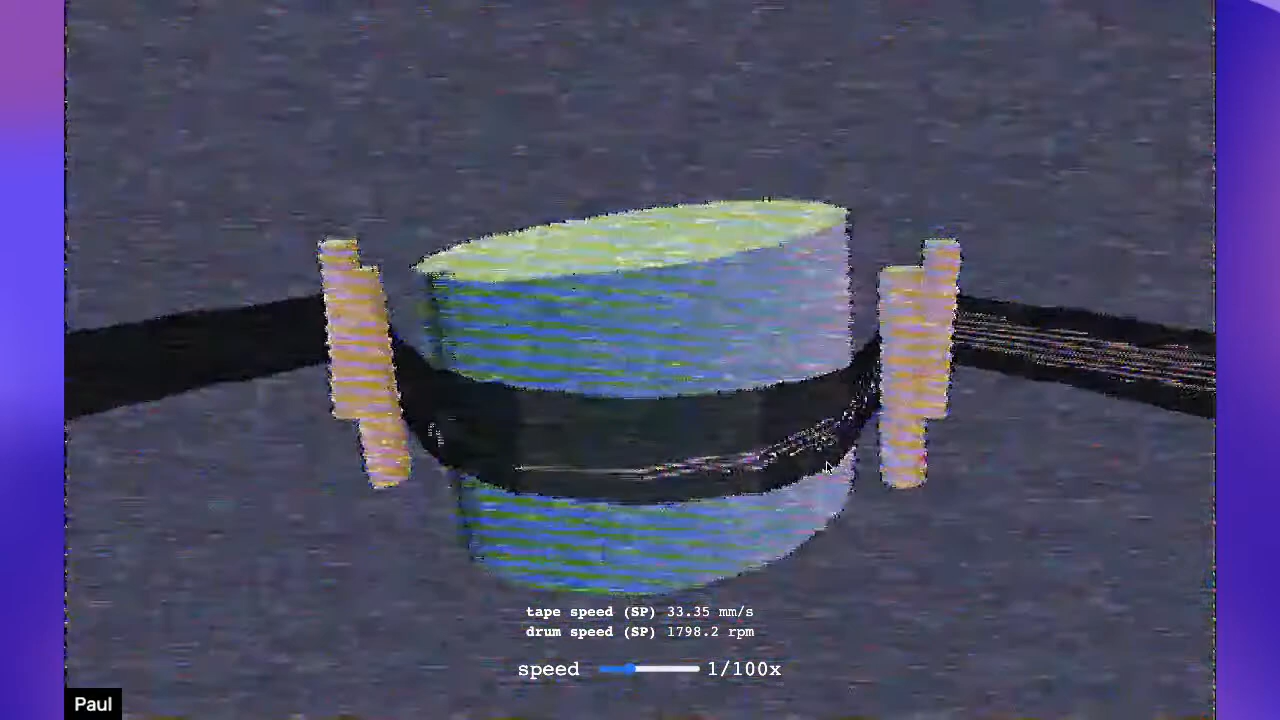 tape speed (SP) 33.35 mm/s
drum speed (SP) 1798.2 rpm
speed 1/100x
Paul